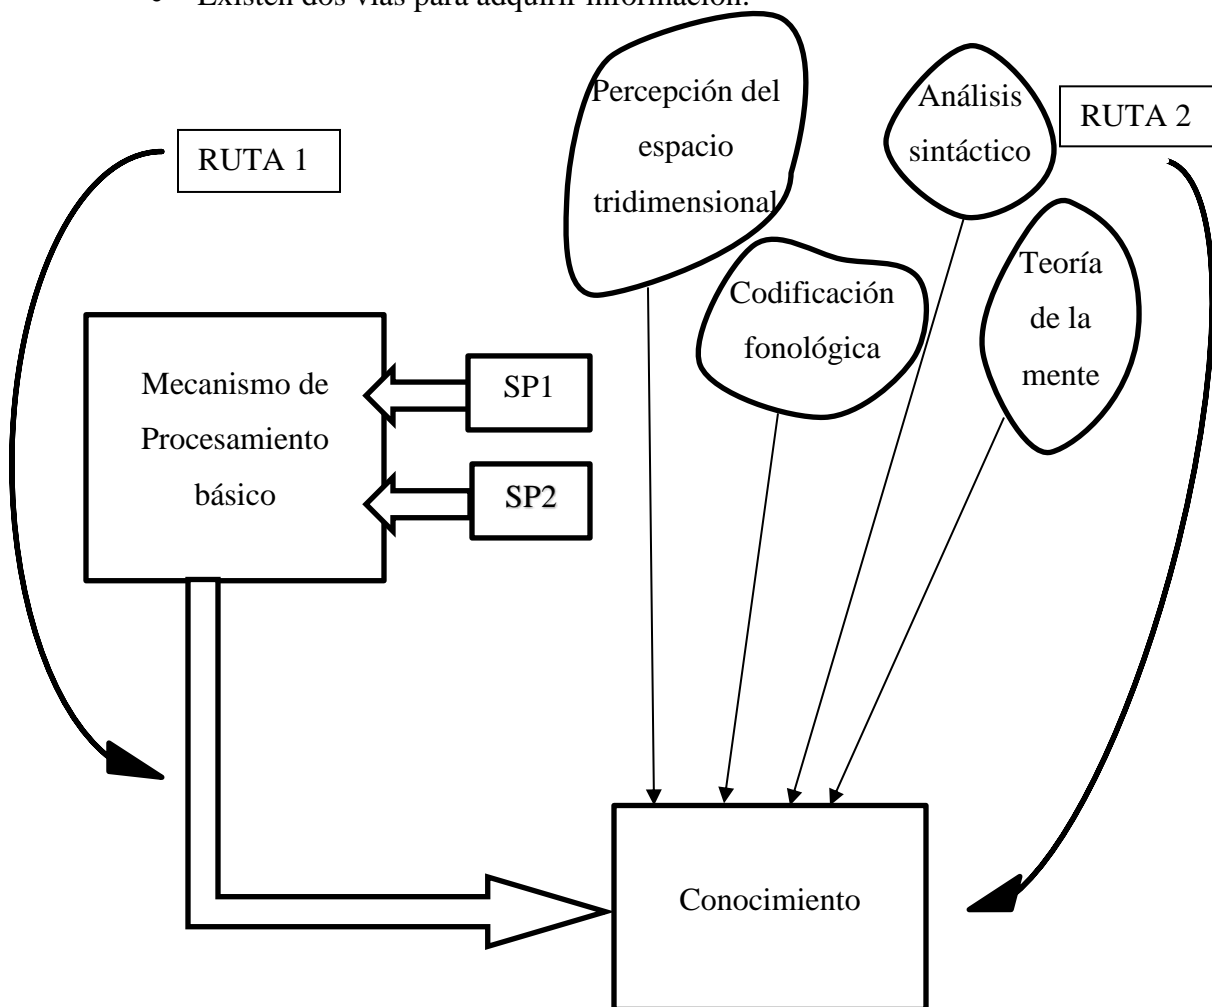 • Existen dos vías para adquirir información:
Percepción del
espacio
tridimensional
Análisis
sintáctico
RUTA 2
RUTA 1
Codificación
fonológica
Teoría
de la
mente
Mecanismo de
Procesamiento
básico
SP1
SP2
Conocimiento